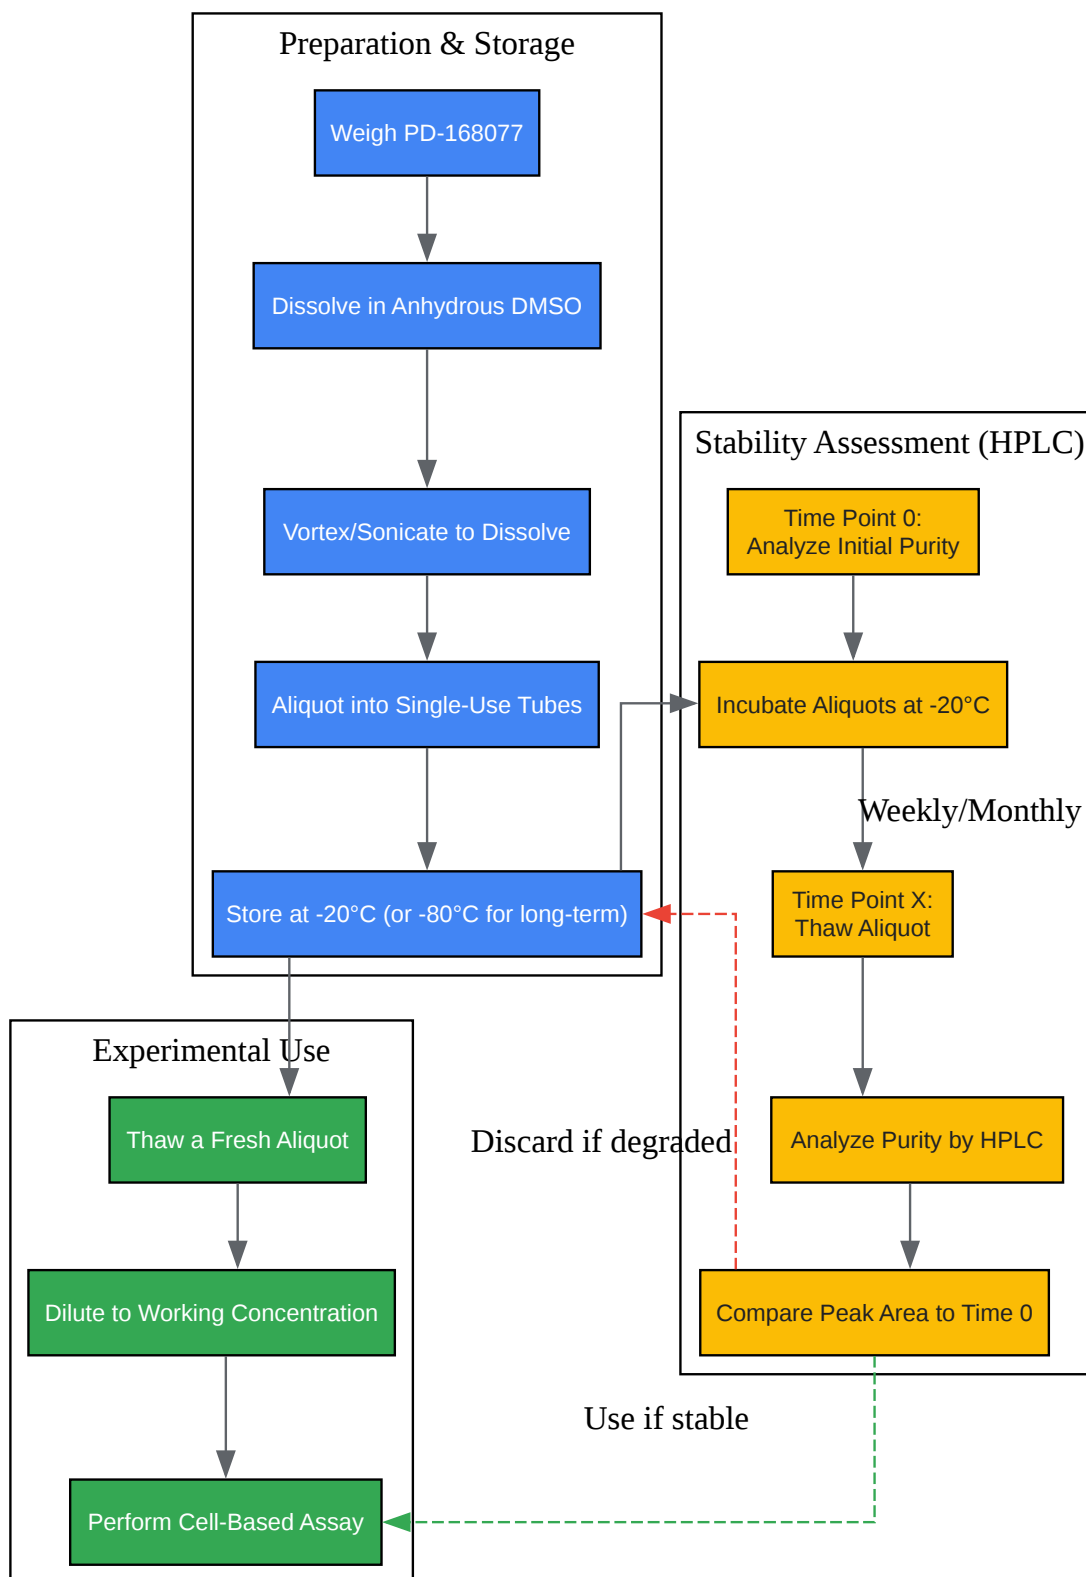 Preparation & Storage
Weigh PD-168077
Dissolve in Anhydrous DMSO
Vortex/Sonicate to Dissolve
Aliquot into Single-Use Tubes
Store at -20°C (or -80°C for long-term)
Stability Assessment (HPLC)
Time Point 0:
Analyze Initial Purity
Incubate Aliquots at -20°C
Weekly/Monthly
Time Point X:
Thaw Aliquot
Analyze Purity by HPLC
Compare Peak Area to Time 0
Discard if degraded
Use if stable
Experimental Use
Thaw a Fresh Aliquot
Dilute to Working Concentration
Perform Cell-Based Assay